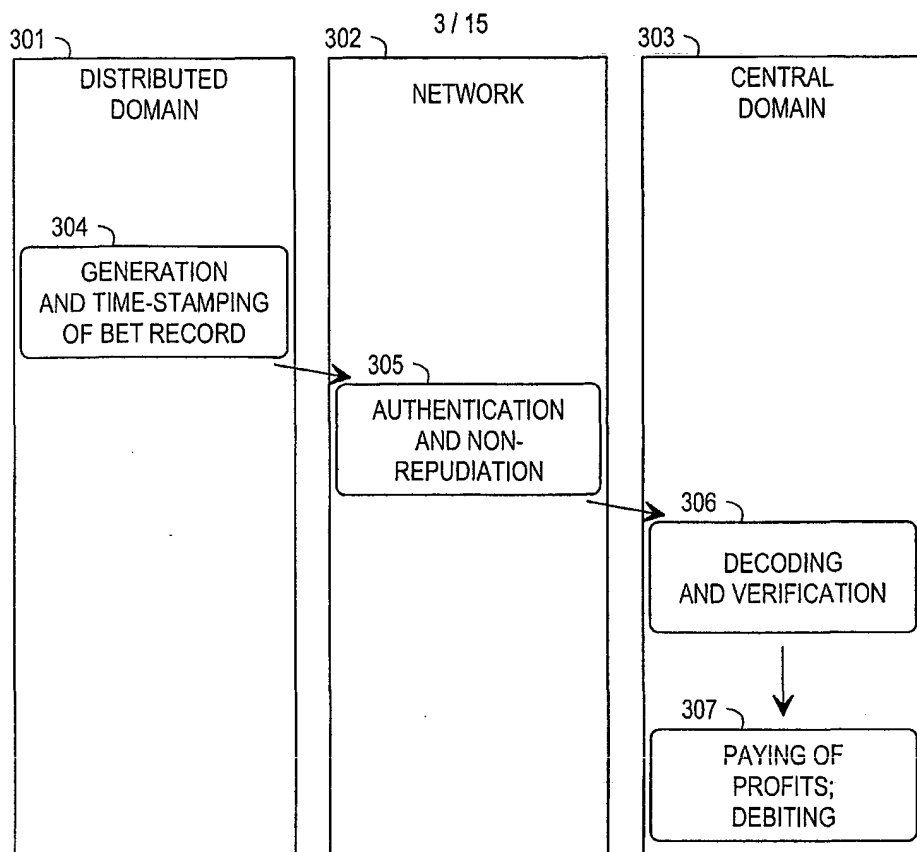 3 / 15
301
302
303
DISTRIBUTED
DOMAIN
NETWORK
CENTRAL
DOMAIN
304
GENERATION
AND TIME-STAMPING
OF BET RECORD
305
AUTHENTICATION
AND NON-
REPUDIATION
306
DECODING
AND VERIFICATION
307
PAYING OF
PROFITS;
DEBITING